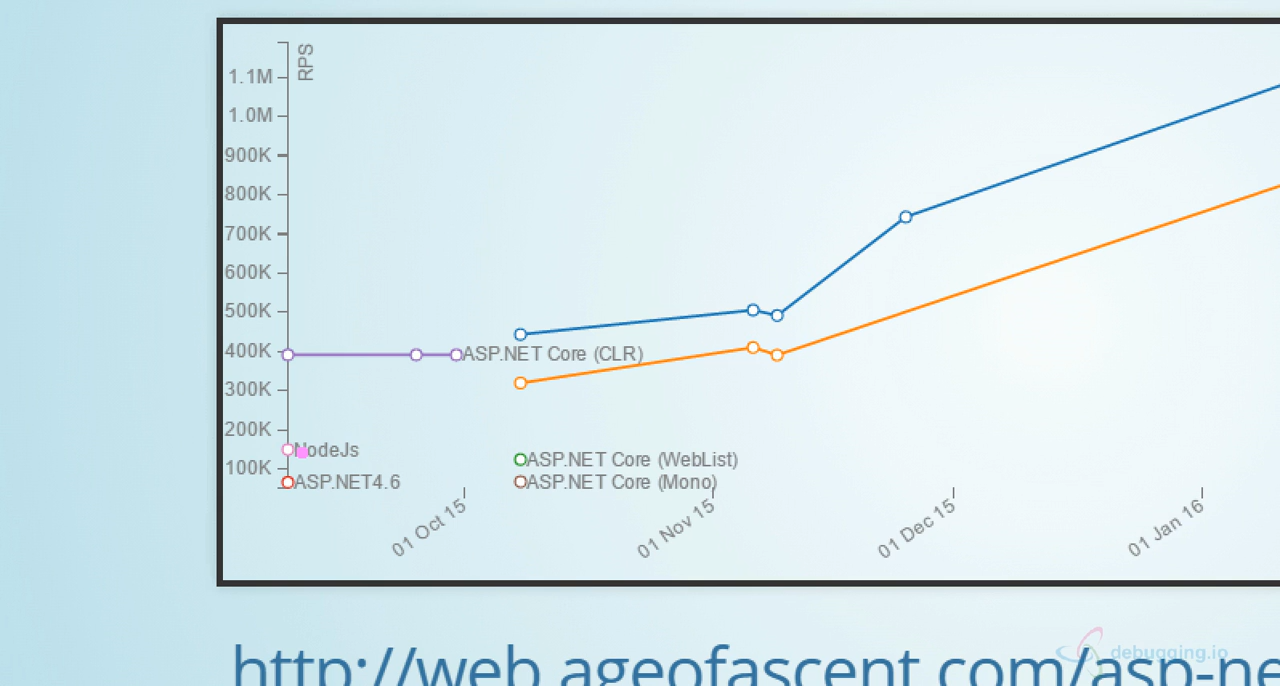 RPS
1.1M
1.0M
900K
800K
700K
600K
500K
400K
ASP.NET Core (CLR)
300K
200K
NodeJs
ASP.NET Core (WebList)
100K
ASP.NET4.6
ASP.NET Core (Mono)
01 Oct 15
01 Nov 15
01 Dec 15
01 Jan 16
debugging.io
http://web.ageofascent.com/asp-ne